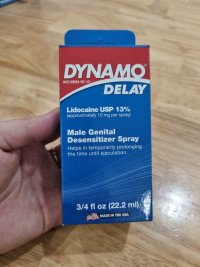 DYNAMO
DELAY
Lidocaine USP 13%
(approximately 10 mg per spray)
Male Genital
Desensitizer Spray
Helps in temporarily prolonging
the time until ejaculation.
3/4 fl oz (22.2 ml)
MADE IN THE USA